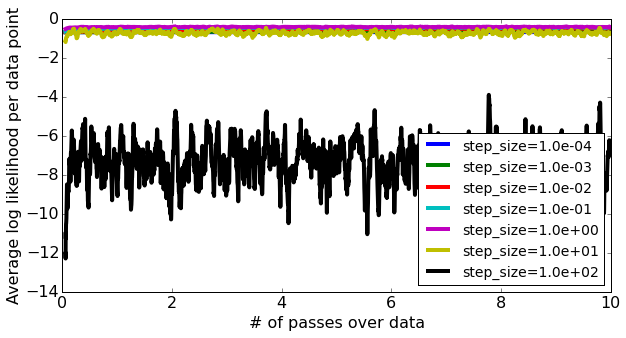 Average log likelihood per data point
0
−2
−4
−6
−8
−10
−12
−14
step_size=1.0e-04
step_size=1.0e-03
step_size=1.0e-02
step_size=1.0e-01
step_size=1.0e+00
step_size=1.0e+01
step_size=1.0e+02
0 2 4 6 8 10
# of passes over data